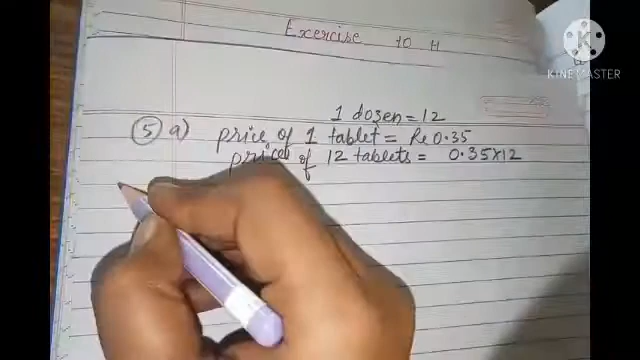 Exercise 10 H
KINEMASTER
1 dozen = 12
5 a) price of 1 tablet = Re 0.35
price of 12 tablets = 0.35×12